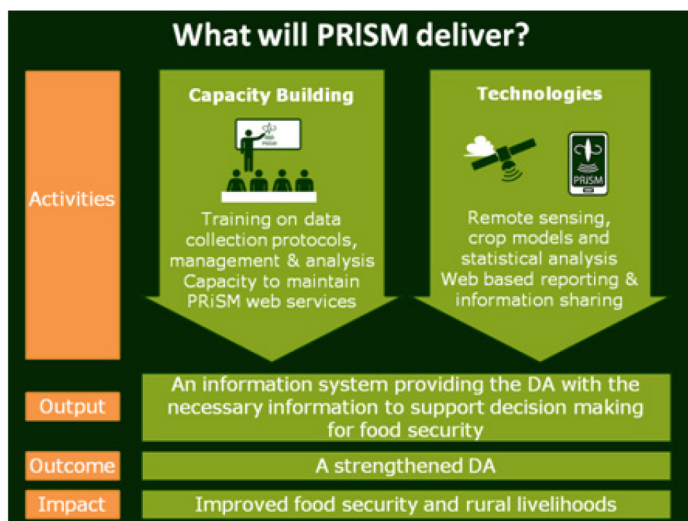 What will PRISM deliver?
Activities
Capacity Building
PRiSM
Training on data
collection protocols,
management & analysis
Capacity to maintain
PRiSM web services
Technologies
PRiSM
Remote sensing,
crop models and
statistical analysis
Web based reporting &
information sharing
Output
An information system providing the DA with the
necessary information to support decision making
for food security
Outcome
A strengthened DA
Impact
Improved food security and rural livelihoods